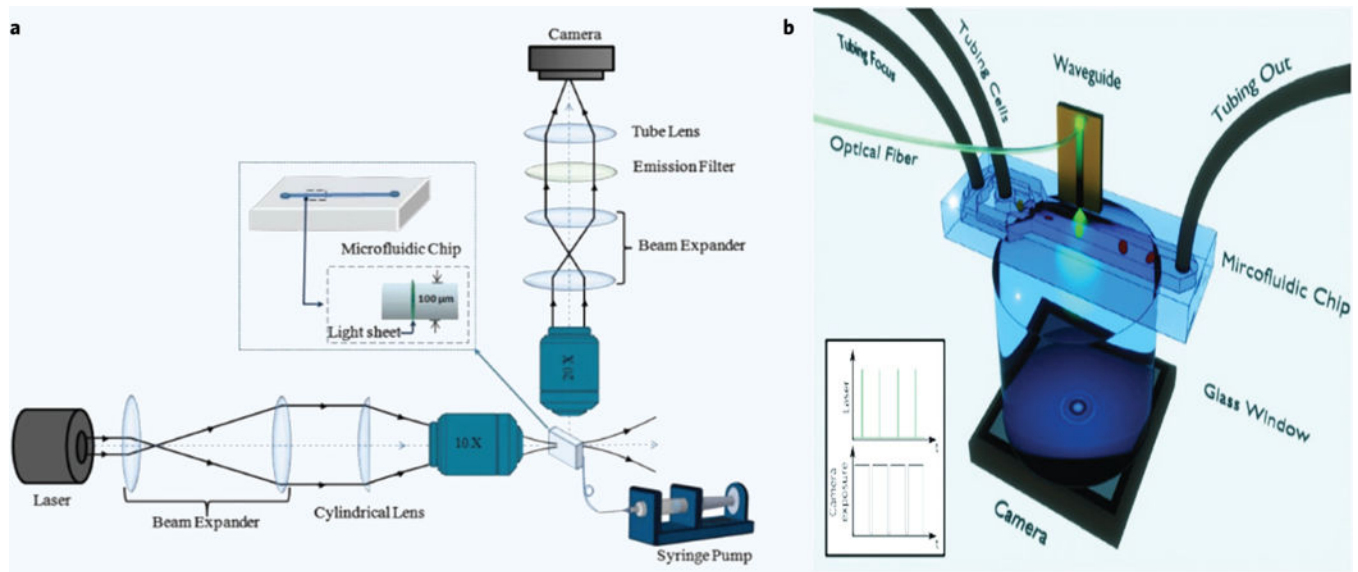 a
Camera
Tube Lens
Emission Filter
Beam Expander
20 X
Microfluidic Chip
100 µm
Light sheet
10 X
Laser
Beam Expander
Cylindrical Lens
Syringe Pump
b
Tubing Focus
Tubing Cells
Waveguide
Tubing Out
Optical Fiber
Mircofluidic Chip
Glass Window
Camera
Laser
t
Camera
exposure
t